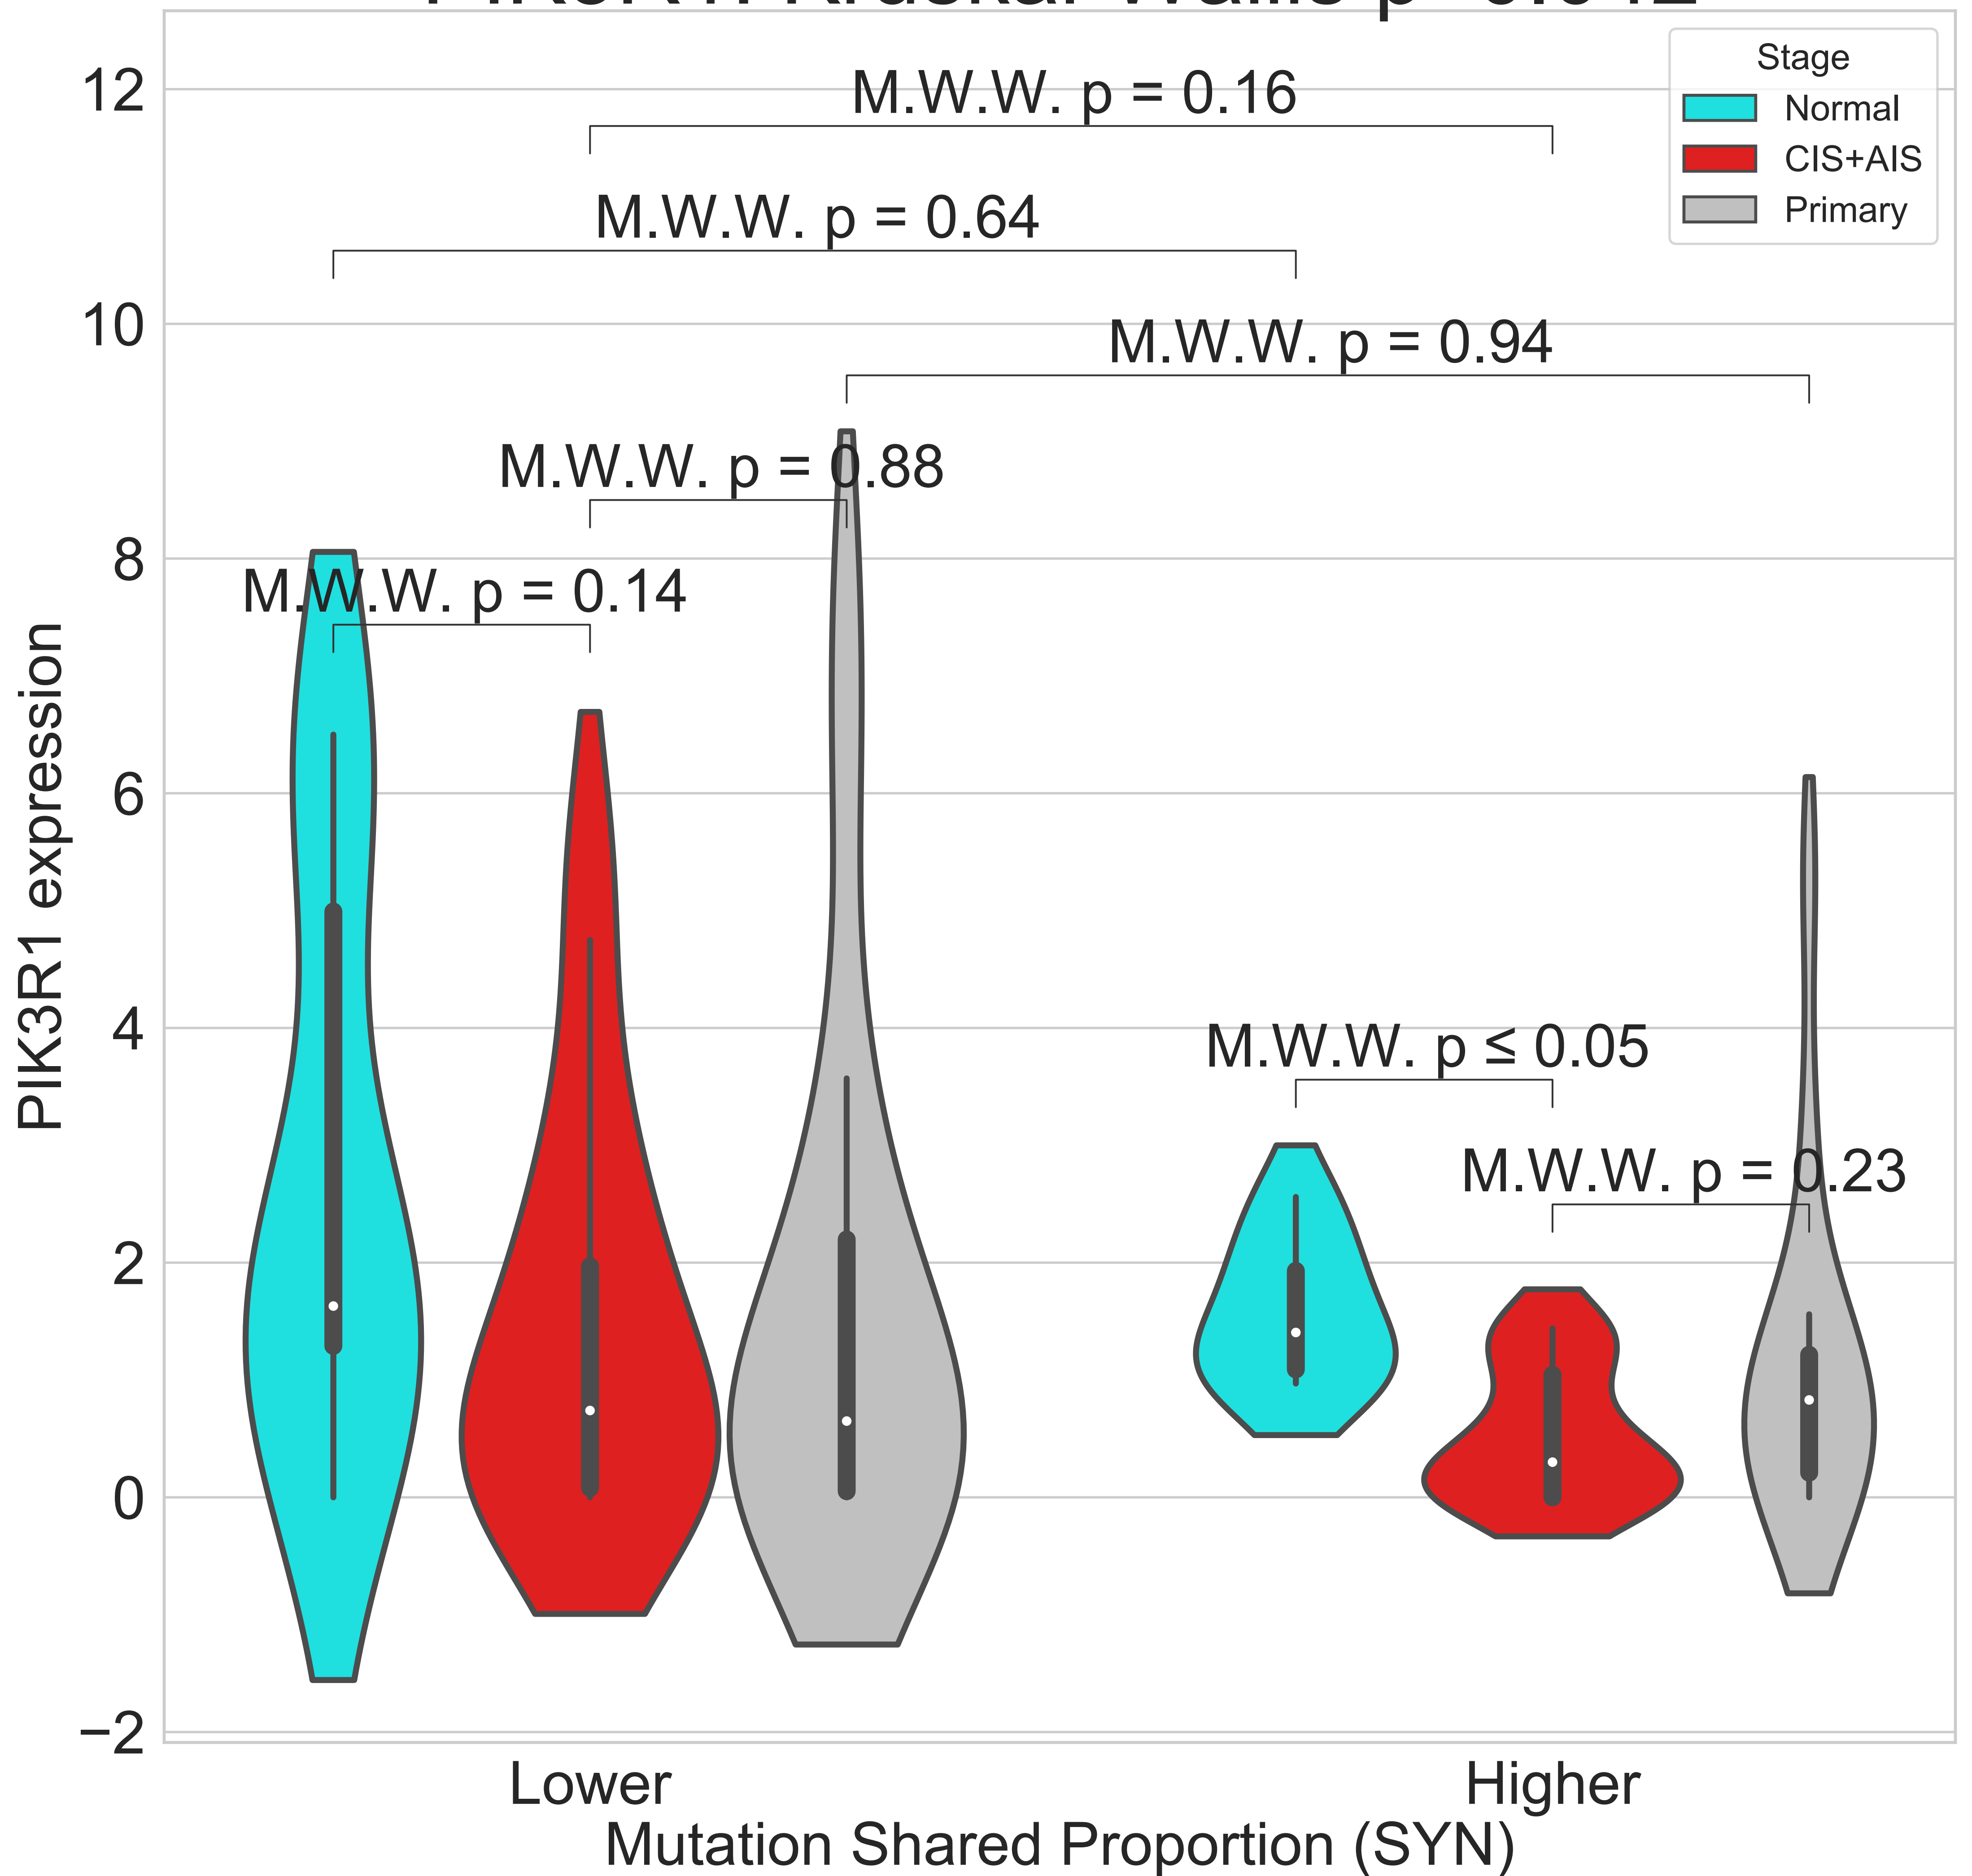 Stage
Normal
CIS+AIS
Primary
M.W.W. p = 0.16
M.W.W. p = 0.64
M.W.W. p = 0.94
M.W.W. p = 0.88
M.W.W. p = 0.14
M.W.W. p ≤ 0.05
M.W.W. p = 0.23
12
10
8
6
4
2
0
−2
PIK3R1 expression
Lower
Higher
Mutation Shared Proportion (SYN)